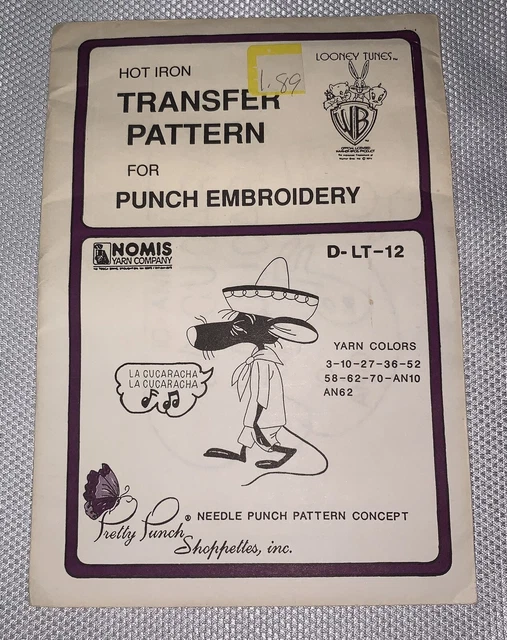 HOT IRON
TRANSFER
PATTERN
FOR
PUNCH EMBROIDERY
1.89
LOONEY TUNES™
WB
NOMIS
YARN COMPANY
D-LT-12
YARN COLORS
3-10-27-36-52
58-62-70-AN10
AN62
LA CUCARACHA
LA CUCARACHA
Pretty Punch® NEEDLE PUNCH PATTERN CONCEPT
Shoppettes, inc.